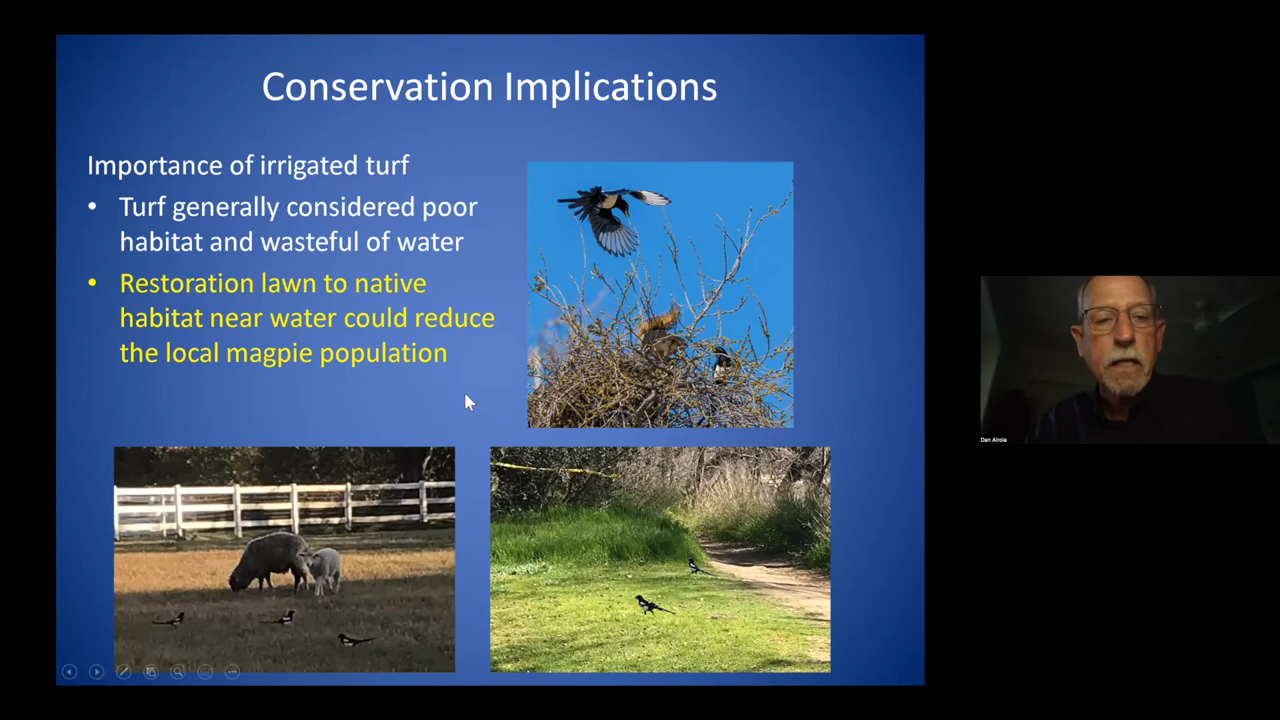 Conservation Implications
Importance of irrigated turf
• Turf generally considered poor
habitat and wasteful of water
• Restoration lawn to native
habitat near water could reduce
the local magpie population
Dan Airola